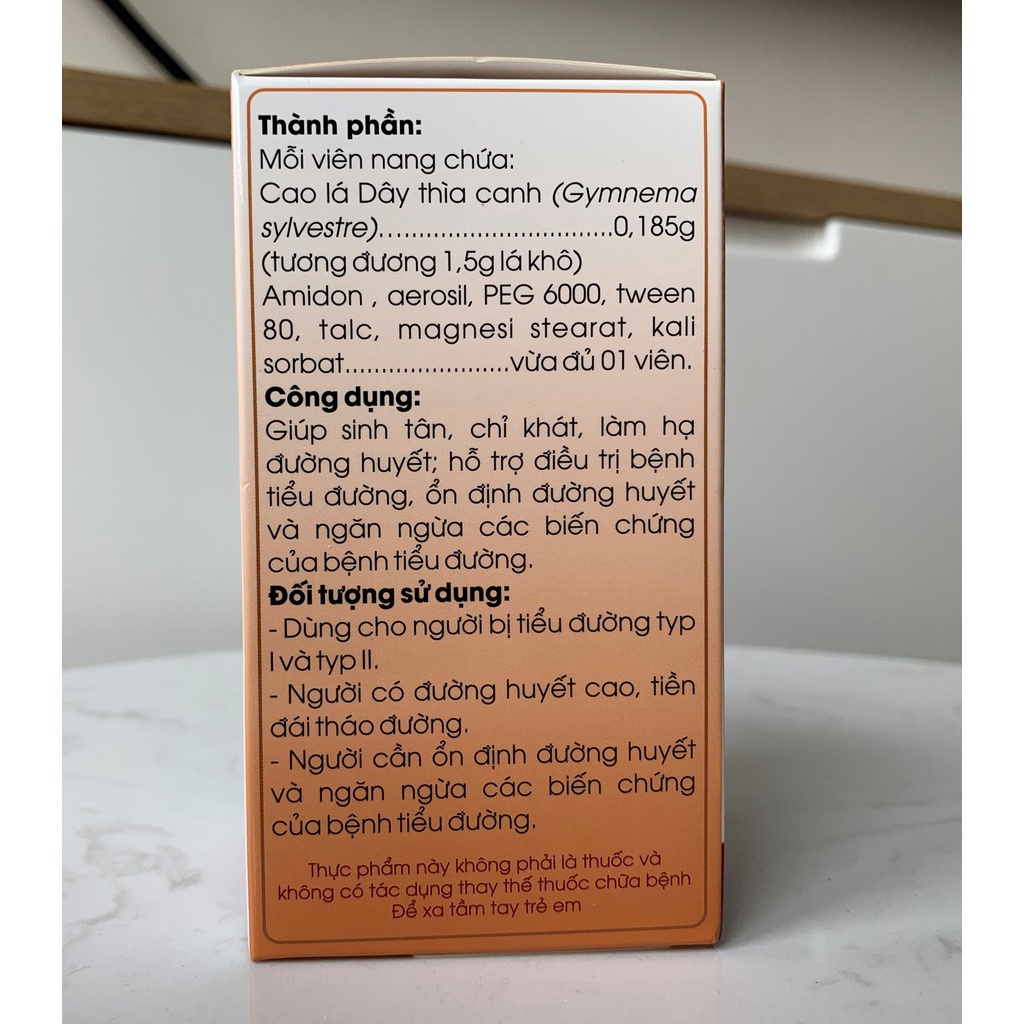 Thành phần:
Mỗi viên nang chứa:
Cao lá Dây thìa canh (Gymnema
sylvestre)................................0,185g
(tương đương 1,5g lá khô)
Amidon , aerosil, PEG 6000, tween
80, talc, magnesi stearat, kali
sorbat.......................vừa đủ 01 viên.
Công dụng:
Giúp sinh tân, chỉ khát, làm hạ
đường huyết; hỗ trợ điều trị bệnh
tiểu đường, ổn định đường huyết
và ngăn ngừa các biến chứng
của bệnh tiểu đường.
Đối tượng sử dụng:
- Dùng cho người bị tiểu đường typ
I và typ II.
- Người có đường huyết cao, tiền
đái tháo đường.
- Người cần ổn định đường huyết
và ngăn ngừa các biến chứng
của bệnh tiểu đường.
Thực phẩm này không phải là thuốc và
không có tác dụng thay thế thuốc chữa bệnh
Để xa tầm tay trẻ em